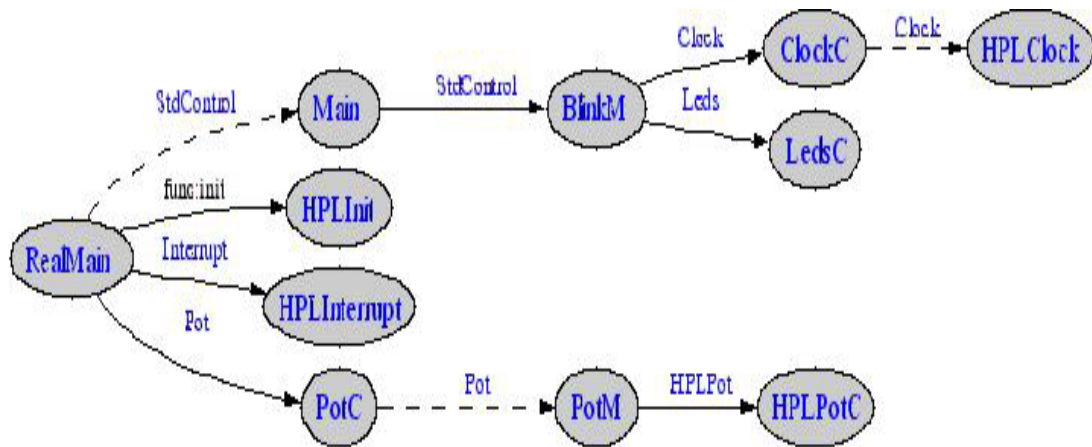 Clock
ClockC
Clock
HPLClock
StdControl
Main
StdControl
BlinkM
Leds
LedsC
func:init
HPLInit
RealMain
Interrupt
HPLInterrupt
Pot
PotC
Pot
PotM
HPLPot
HPLPotC